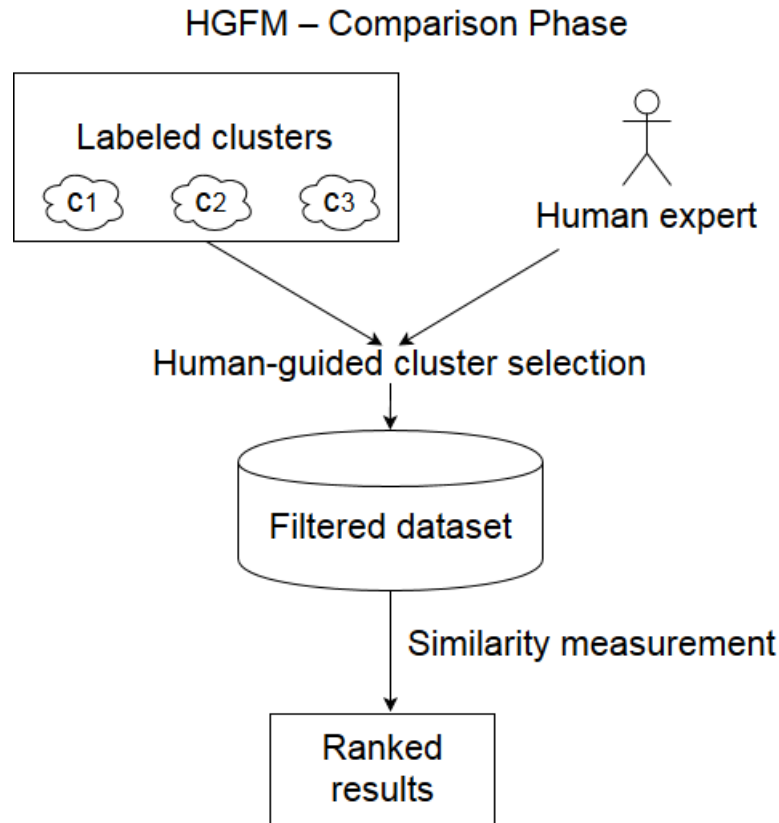 HGFM – Comparison Phase
Labeled clusters
C1 C2 C3
Human expert
Human-guided cluster selection
Filtered dataset
Similarity measurement
Ranked
results